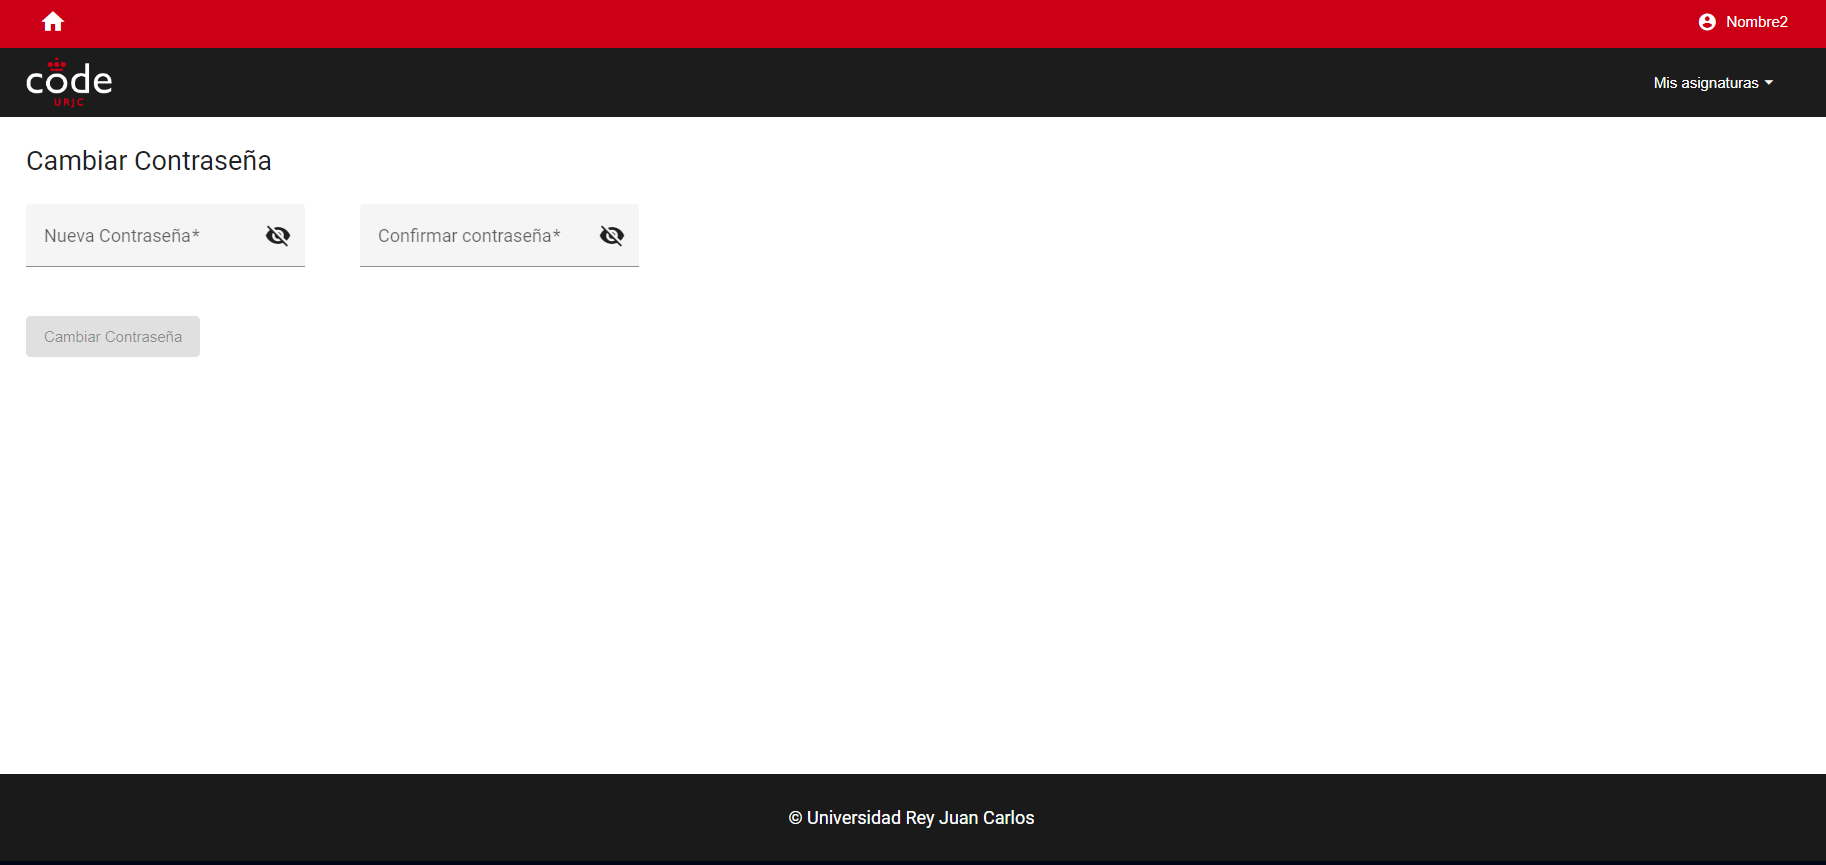 Nombre2
code
URJC
Mis asignaturas
Cambiar Contraseña
Nueva Contraseña*
Confirmar contraseña*
Cambiar Contraseña
© Universidad Rey Juan Carlos